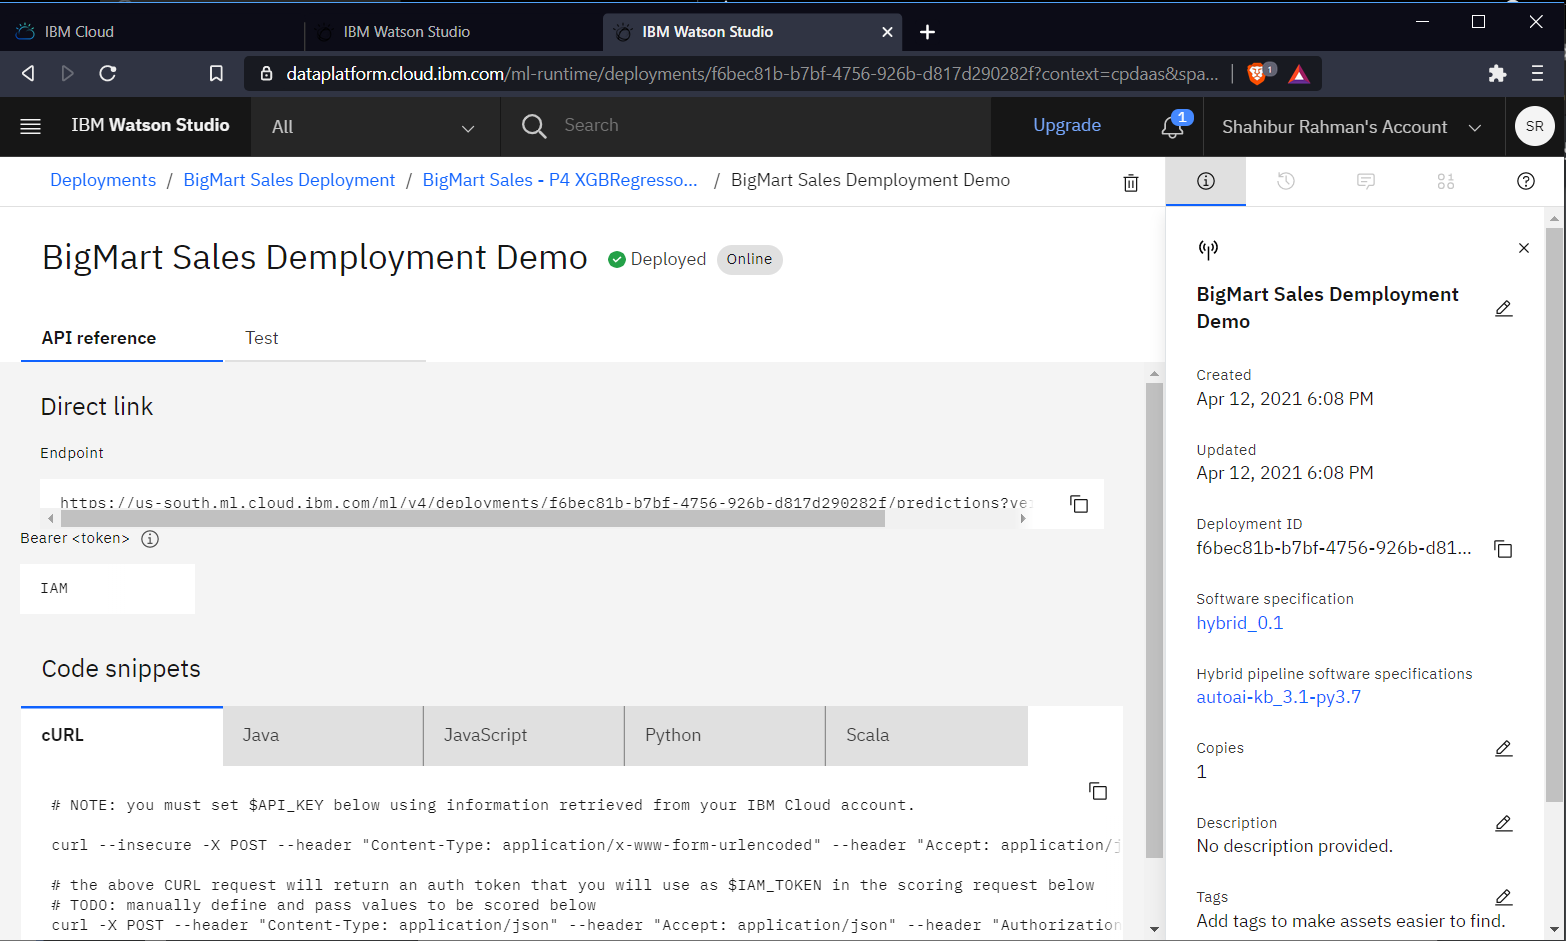 IBM Cloud
IBM Watson Studio
IBM Watson Studio
dataplatform.cloud.ibm.com/ml-runtime/deployments/f6bec81b-b7bf-4756-926b-d817d290282f?context=cpdaas&spa...
1
IBM Watson Studio
All
Search
Upgrade
1
Shahibur Rahman's Account
SR
Deployments / BigMart Sales Deployment / BigMart Sales - P4 XGBRegresso... / BigMart Sales Demployment Demo
BigMart Sales Demployment Demo
Deployed
Online
API reference
Test
Direct link
Endpoint
https://us-south.ml.cloud.ibm.com/ml/v4/deployments/f6bec81b-b7bf-4756-926b-d817d290282f/predictions?ve
Bearer <token>
IAM
Code snippets
cURL
Java
JavaScript
Python
Scala
# NOTE: you must set $API_KEY below using information retrieved from your IBM Cloud account.
curl --insecure -X POST --header "Content-Type: application/x-www-form-urlencoded" --header "Accept: application/j
# the above CURL request will return an auth token that you will use as $IAM_TOKEN in the scoring request below
# TODO: manually define and pass values to be scored below
curl -X POST --header "Content-Type: application/json" --header "Accept: application/json" --header "Authorization
BigMart Sales Demployment
Demo
Created
Apr 12, 2021 6:08 PM
Updated
Apr 12, 2021 6:08 PM
Deployment ID
f6bec81b-b7bf-4756-926b-d81...
Software specification
hybrid_0.1
Hybrid pipeline software specifications
autoai-kb_3.1-py3.7
Copies
1
Description
No description provided.
Tags
Add tags to make assets easier to find.